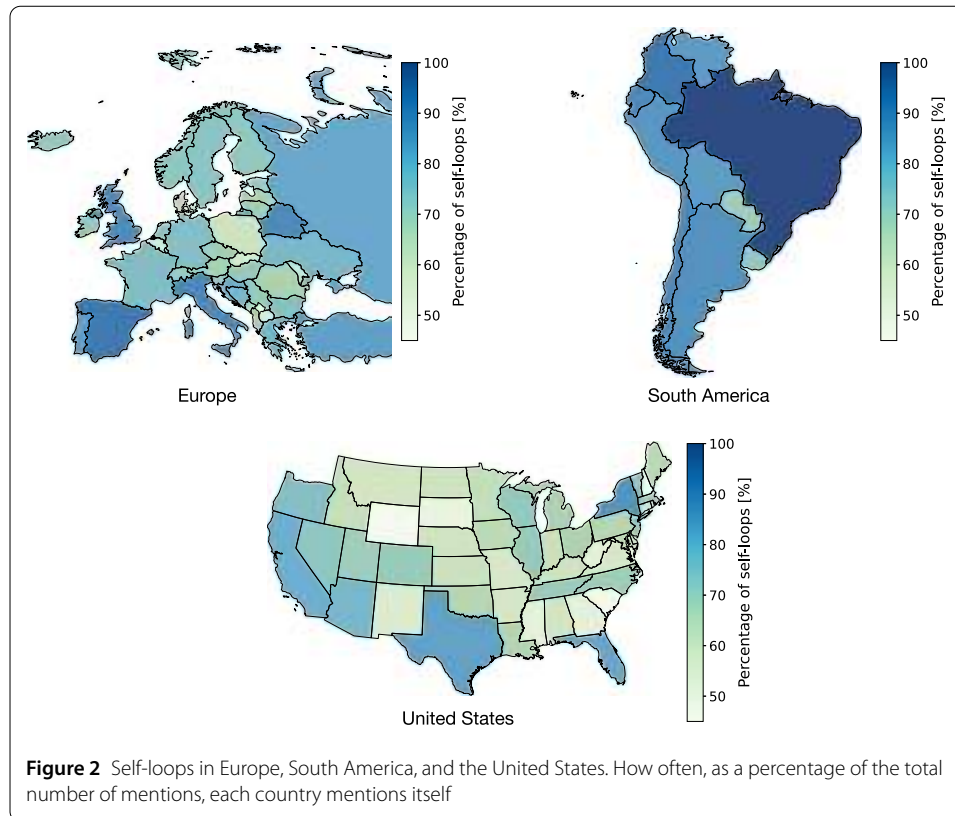 100
90
80
70
60
50
Percentage of self-loops [%]
Europe
100
90
80
70
60
50
Percentage of self-loops [%]
South America
100
90
80
70
60
50
Percentage of self-loops [%]
United States
Figure 2 Self-loops in Europe, South America, and the United States. How often, as a percentage of the total
number of mentions, each country mentions itself